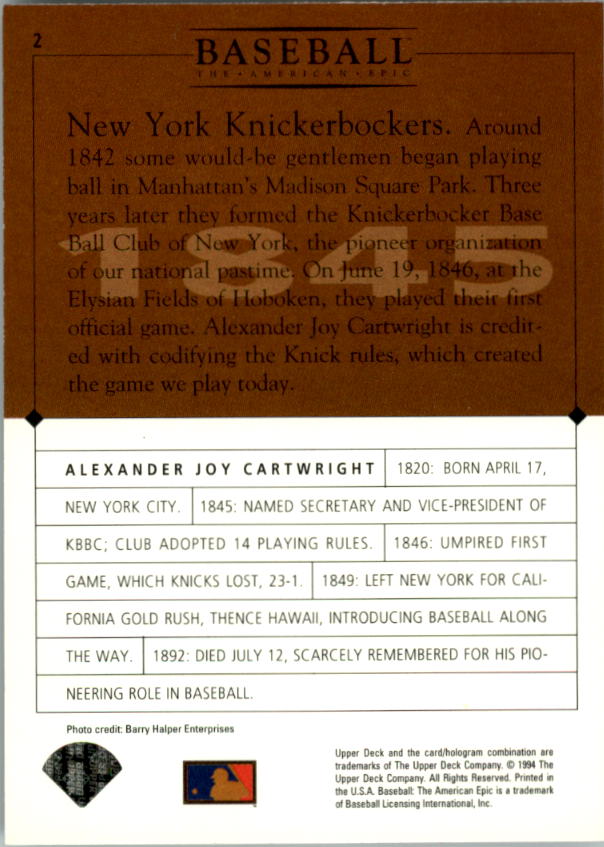 2
BASEBALL
THE • AMERICAN • EPIC
New York Knickerbockers. Around
1842 some would-be gentlemen began playing
ball in Manhattan's Madison Square Park. Three
years later they formed the Knickerbocker Base
Ball Club of New York, the pioneer organization
1845
of our national pastime. On June 19, 1846, at the
Elysian Fields of Hoboken, they played their first
official game. Alexander Joy Cartwright is credit-
ed with codifying the Knick rules, which created
the game we play today.
ALEXANDER JOY CARTWRIGHT 1820: BORN APRIL 17,
NEW YORK CITY. 1845: NAMED SECRETARY AND VICE-PRESIDENT OF
KBBC; CLUB ADOPTED 14 PLAYING RULES. 1846: UMPIRED FIRST
GAME, WHICH KNICKS LOST, 23-1. 1849: LEFT NEW YORK FOR CALI-
FORNIA GOLD RUSH, THENCE HAWAII, INTRODUCING BASEBALL ALONG
THE WAY. 1892: DIED JULY 12, SCARCELY REMEMBERED FOR HIS PIO-
NEERING ROLE IN BASEBALL.
Photo credit: Barry Halper Enterprises
Upper Deck and the card/hologram combination are
trademarks of The Upper Deck Company. © 1994 The
Upper Deck Company. All Rights Reserved. Printed in
the U.S.A. Baseball: The American Epic is a trademark
of Baseball Licensing International, Inc.